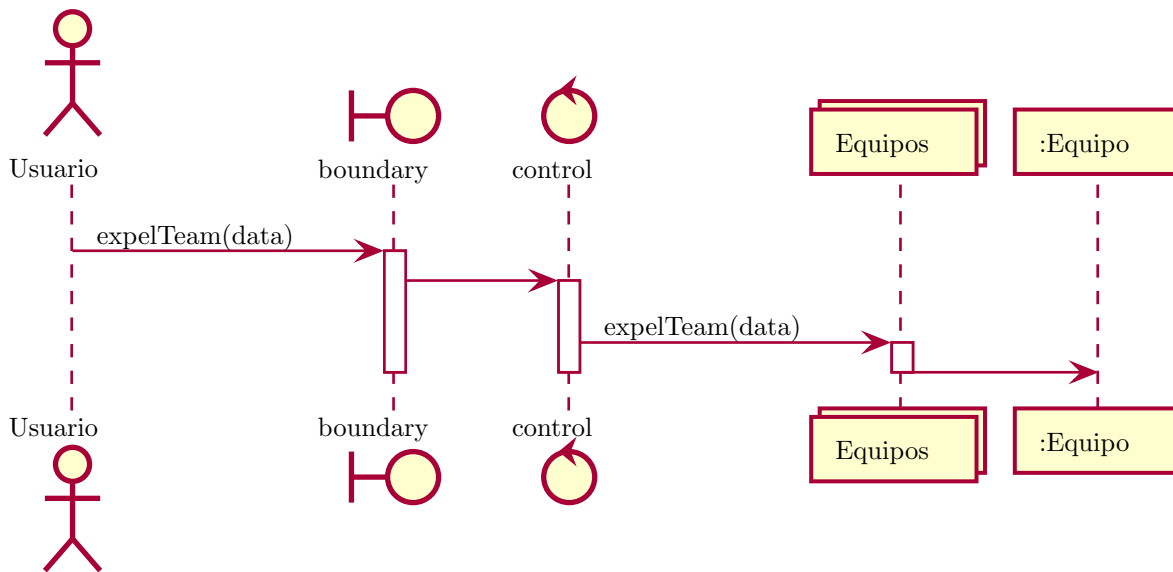 Usuario
boundary
control
Equipos
:Equipo
expelTeam(data)
expelTeam(data)
Usuario
boundary
control
Equipos
:Equipo